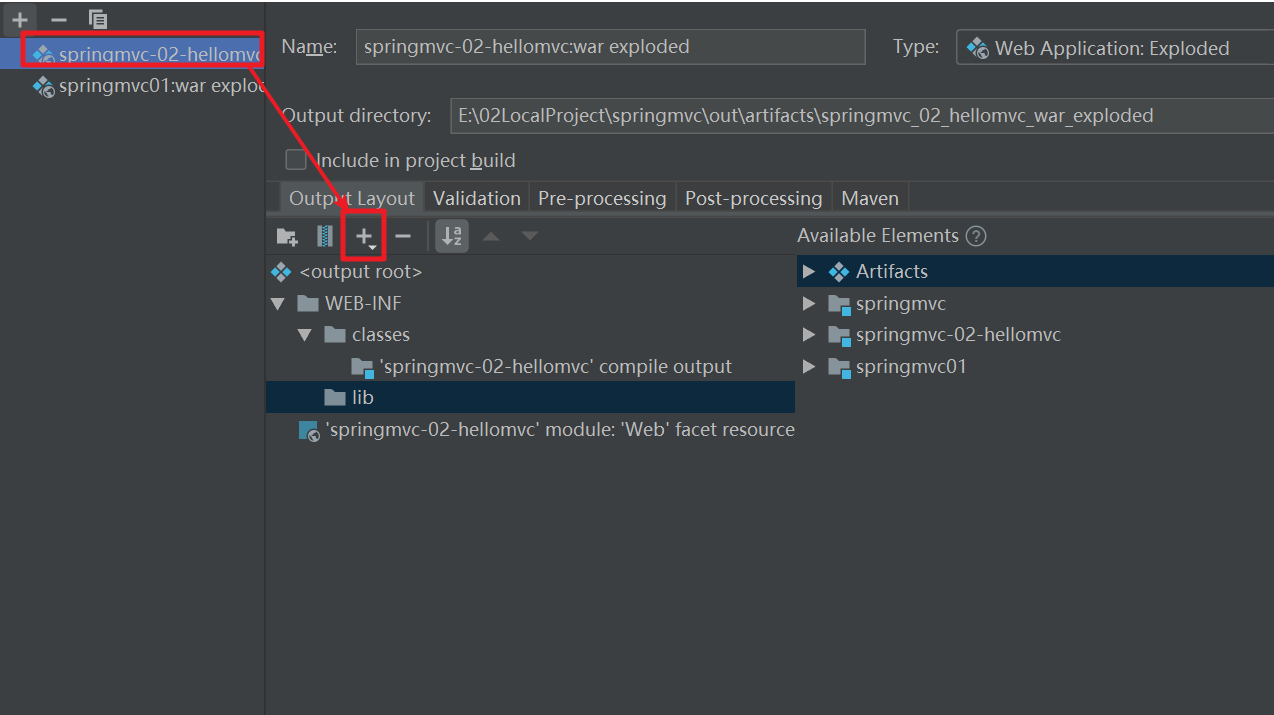 springmvc-02-hellomvc
springmvc01:war explod
Name: springmvc-02-hellomvc:war exploded Type: Web Application: Exploded
Output directory: E:\02LocalProject\springmvc\out\artifacts\springmvc_02_hellomvc_war_exploded
Include in project build
Output Layout Validation Pre-processing Post-processing Maven
a z
Available Elements ?
<output root>
WEB-INF
classes
'springmvc-02-hellomvc' compile output
lib
'springmvc-02-hellomvc' module: 'Web' facet resource
Artifacts
springmvc
springmvc-02-hellomvc
springmvc01